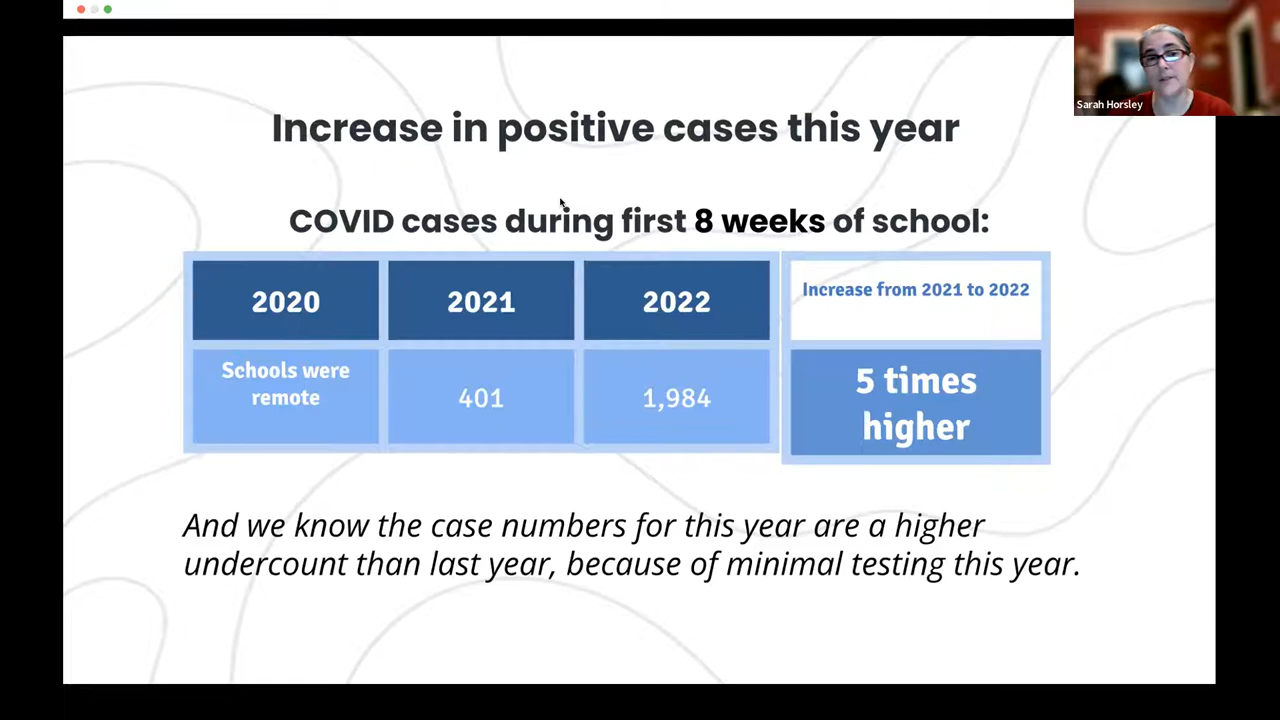 Sarah Horsley
Increase in positive cases this year
COVID cases during first 8 weeks of school:
2020
2021
2022
Increase from 2021 to 2022
Schools were
remote
401
1,984
5 times
higher
And we know the case numbers for this year are a higher
undercount than last year, because of minimal testing this year.